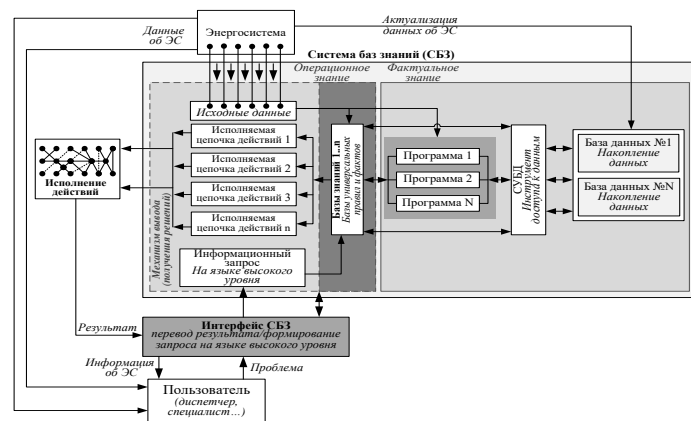 Данные
об ЭС
Энергосистема
Актуализация
данных об ЭС
Система баз знаний (СБЗ)
Операционное
знание
Фактуальное
знание
Исходные данные
Исполняемая
цепочка действий 1
Исполняемая
цепочка действий 2
Исполняемая
цепочка действий 3
Исполняемая
цепочка действий n
Исполнение
действий
Механизм вывода
(получения решений)
Базы знаний 1...n
Базы универсальных
правил и фактов
Программа 1
Программа 2
Программа N
СУБД
Инструмент
доступа к данным
База данных №1
Накопление
данных
База данных №N
Накопление
данных
Информационный
запрос
На языке высокого
уровня
Результат
Интерфейс СБЗ
перевод результата/формирование
запроса на языке высокого уровня
Информация
об ЭС
Проблема
Пользователь
(диспетчер,
специалист…)